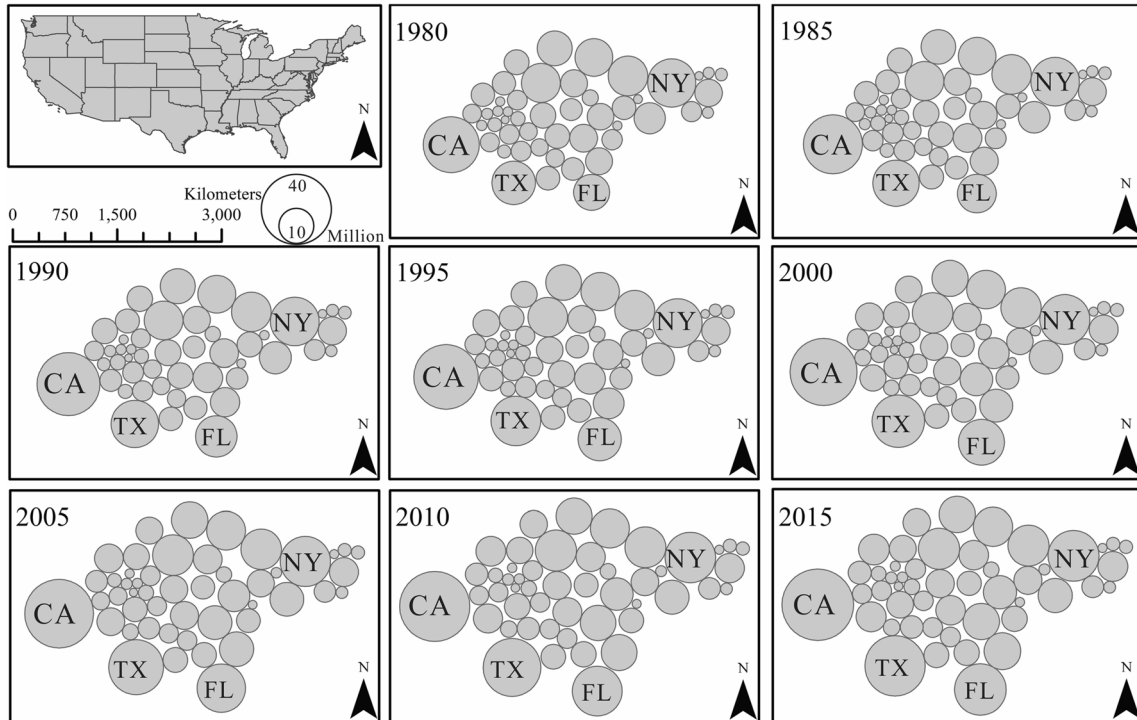 N
Kilometers
0 750 1,500 3,000
40
10
Million
1980
CA
TX
FL
NY
N
1985
CA
TX
FL
NY
N
1990
CA
TX
FL
NY
N
1995
CA
TX
FL
NY
N
2000
CA
TX
FL
NY
N
2005
CA
TX
FL
NY
N
2010
CA
TX
FL
NY
N
2015
CA
TX
FL
NY
N